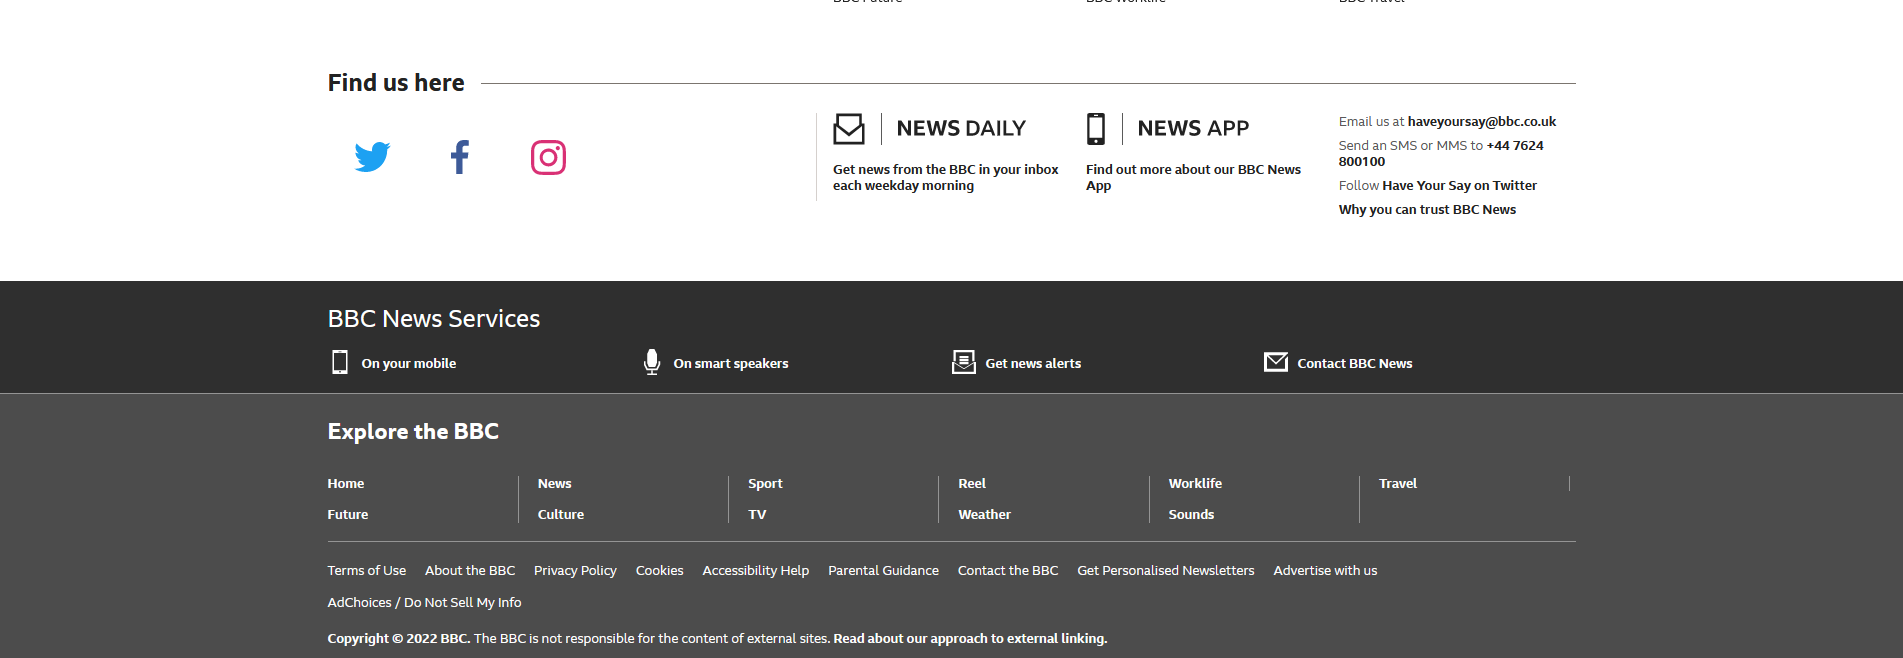 BBC Future
BBC Worklife
BBC Travel
Find us here
NEWS DAILY
Get news from the BBC in your inbox
each weekday morning
NEWS APP
Find out more about our BBC News
App
Email us at haveyoursay@bbc.co.uk
Send an SMS or MMS to +44 7624
800100
Follow Have Your Say on Twitter
Why you can trust BBC News
BBC News Services
On your mobile
On smart speakers
Get news alerts
Contact BBC News
Explore the BBC
Home
News
Sport
Reel
Worklife
Travel
Future
Culture
TV
Weather
Sounds
Terms of Use
About the BBC
Privacy Policy
Cookies
Accessibility Help
Parental Guidance
Contact the BBC
Get Personalised Newsletters
Advertise with us
AdChoices / Do Not Sell My Info
Copyright © 2022 BBC. The BBC is not responsible for the content of external sites. Read about our approach to external linking.